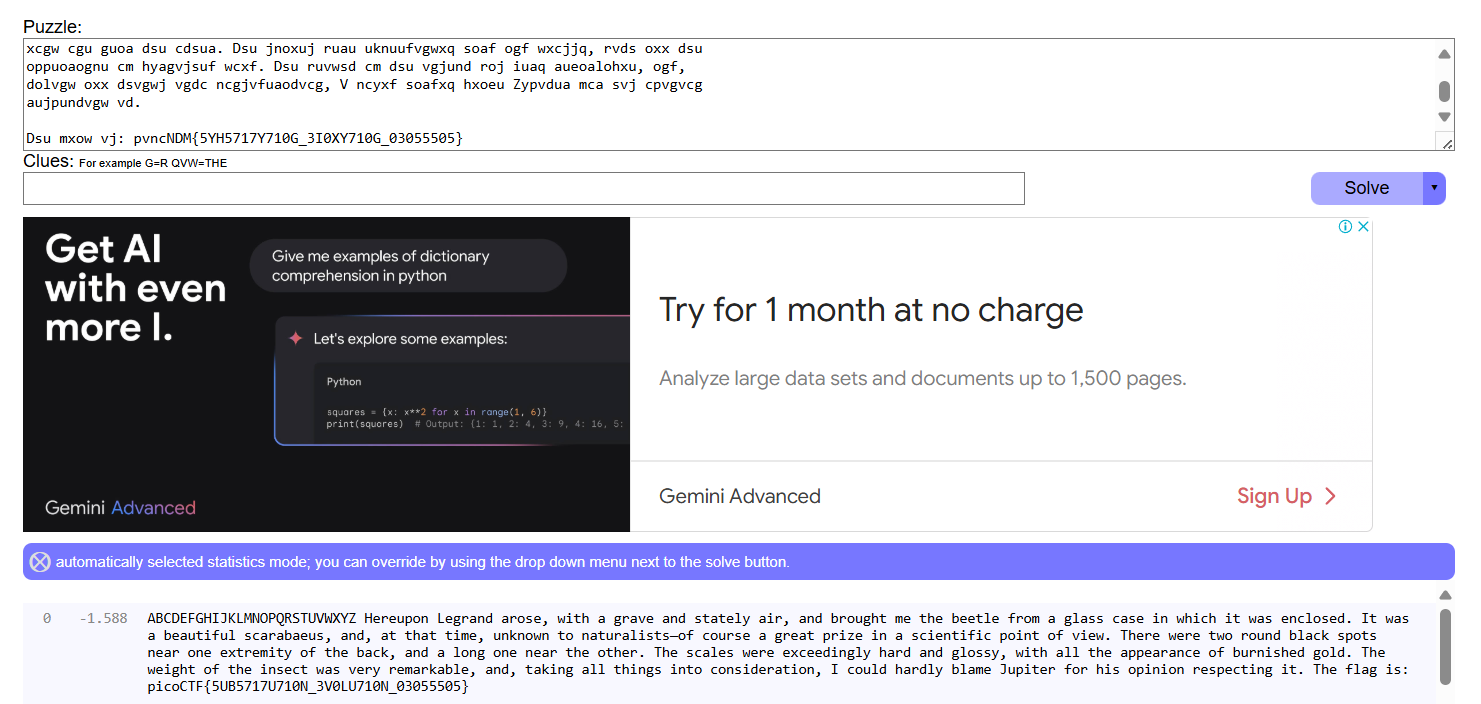 Puzzle:
xcgw cgu guoa dsu cdsua. Dsu jnoxuj ruau uknuufvgwxq soaf ogf wxcjjq, rvds oxx dsu
oppuoaognu cm hyagvjsuf wcxf. Dsu ruvwsd cm dsu vgjund roj iuaq aueoalohxu, ogf,
dolvgw oxx dsvgwj vgdc ncgjvfuaodvcg, V ncyxf soafxq hxoeu Zypvdua mca svj cpvgvcg
aujpundvgw vd.
Dsu mxow vj: pvncNDM{5YH5717Y710G_3I0XY710G_03055505}
Clues: For example G=R QVW=THE
Solve
Get AI
with even
more I.
Give me examples of dictionary
comprehension in python
Let's explore some examples:
Python
squares = {x: x**2 for x in range(1, 6)}
print(squares) # Output: {1: 1, 2: 4, 3: 9, 4: 16, 5:
Gemini Advanced
Try for 1 month at no charge
Analyze large data sets and documents up to 1,500 pages.
Gemini Advanced
Sign Up
automatically selected statistics mode; you can override by using the drop down menu next to the solve button.
0 -1.588 ABCDEFGHIJKLMNOPQRSTUVWXYZ Hereupon Legrand arose, with a grave and stately air, and brought me the beetle from a glass case in which it was enclosed. It was
a beautiful scarabaeus, and, at that time, unknown to naturalists—of course a great prize in a scientific point of view. There were two round black spots
near one extremity of the back, and a long one near the other. The scales were exceedingly hard and glossy, with all the appearance of burnished gold. The
weight of the insect was very remarkable, and, taking all things into consideration, I could hardly blame Jupiter for his opinion respecting it. The flag is:
picoCTF{5UB5717U710N_3V0LU710N_03055505}